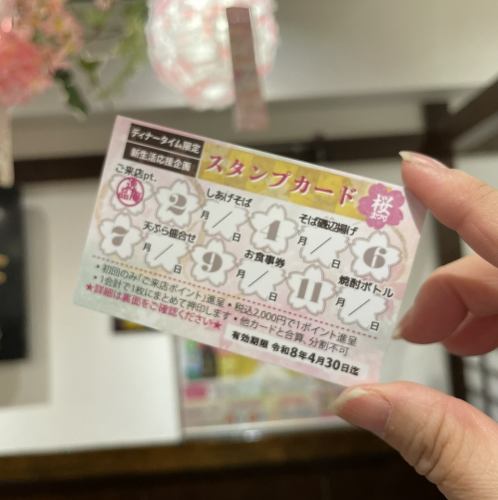 ディナータイム限定
新生活応援企画
スタンプカード
桜
ご来店pt.
2
しあげそば
月/日
4
そば磯辺揚げ
月/日
6
7
天ぷら盛合せ
月/日
9
お食事券
月/日
11
焼酎ボトル
月/日
・初回のみ「ご来店ポイント」進呈・税込2,000円で1ポイント進呈
・1会計で1枚にまとめて押印します・他カードと合算、分割不可
★詳細は裏面をご確認ください★
有効期限 令和8年4月30日迄